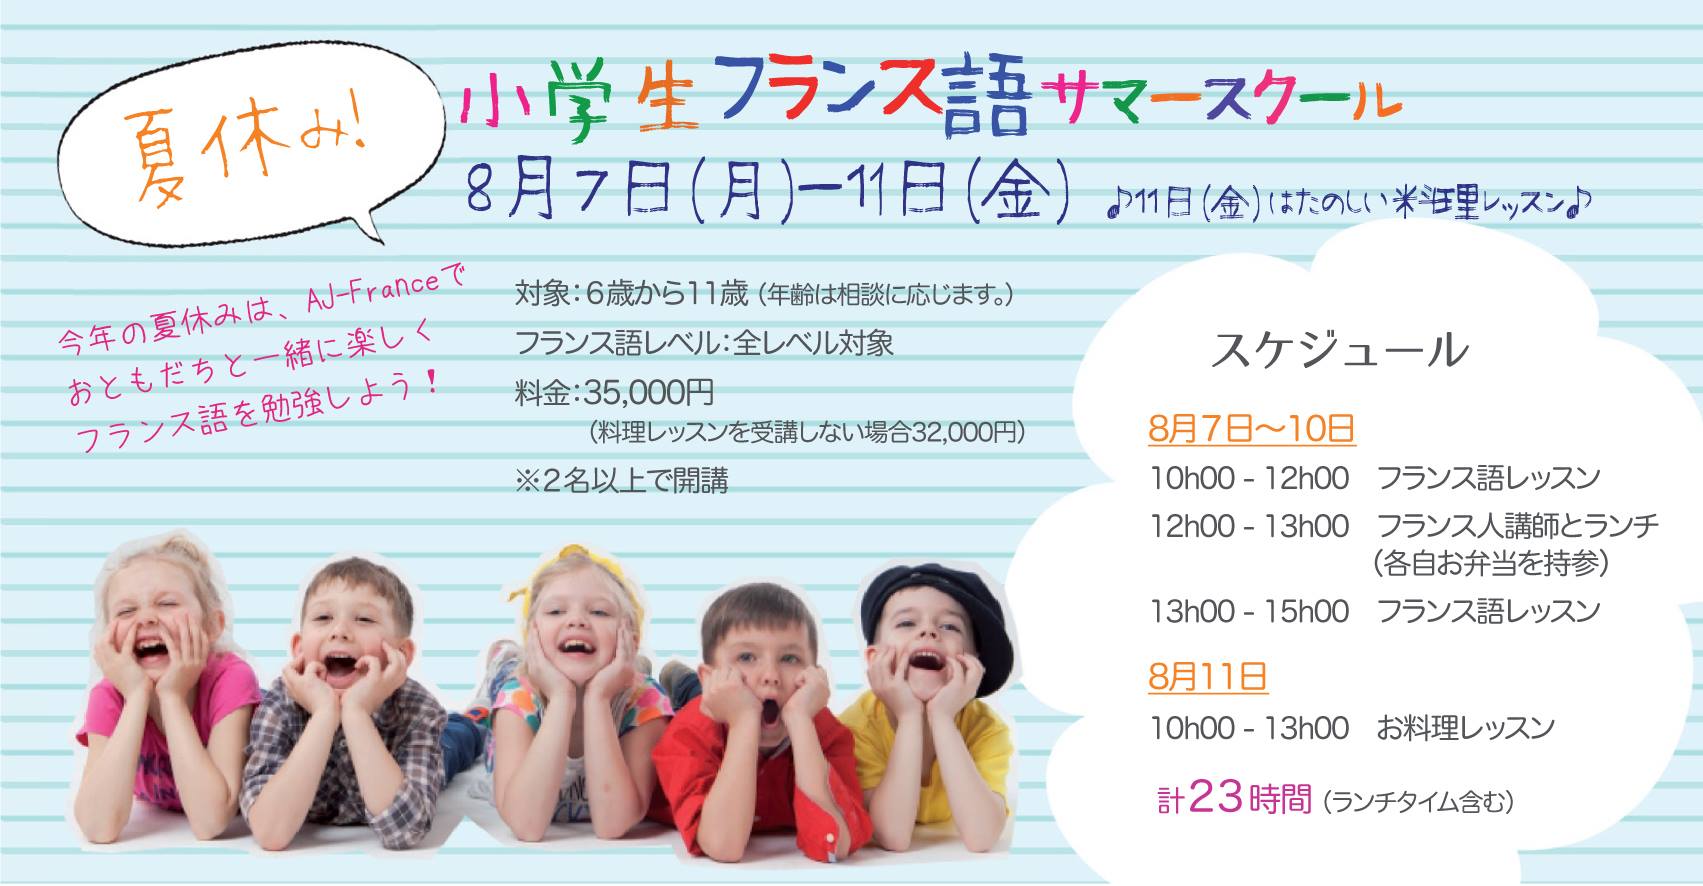 夏休み!
小学生フランス語サマースクール
8月7日(月)ー11日(金)
♪11日(金)はたのしい料理レッスン♪
今年の夏休みは、AJ-Franceで
おともだちと一緒に楽しく
フランス語を勉強しよう！
対象：6歳から11歳（年齢は相談に応じます。）
フランス語レベル：全レベル対象
料金：35,000円
（料理レッスンを受講しない場合32,000円）
※2名以上で開講
スケジュール
8月7日〜10日
10h00 - 12h00　フランス語レッスン
12h00 - 13h00　フランス人講師とランチ
（各自お弁当を持参）
13h00 - 15h00　フランス語レッスン
8月11日
10h00 - 13h00　お料理レッスン
計23時間（ランチタイム含む）